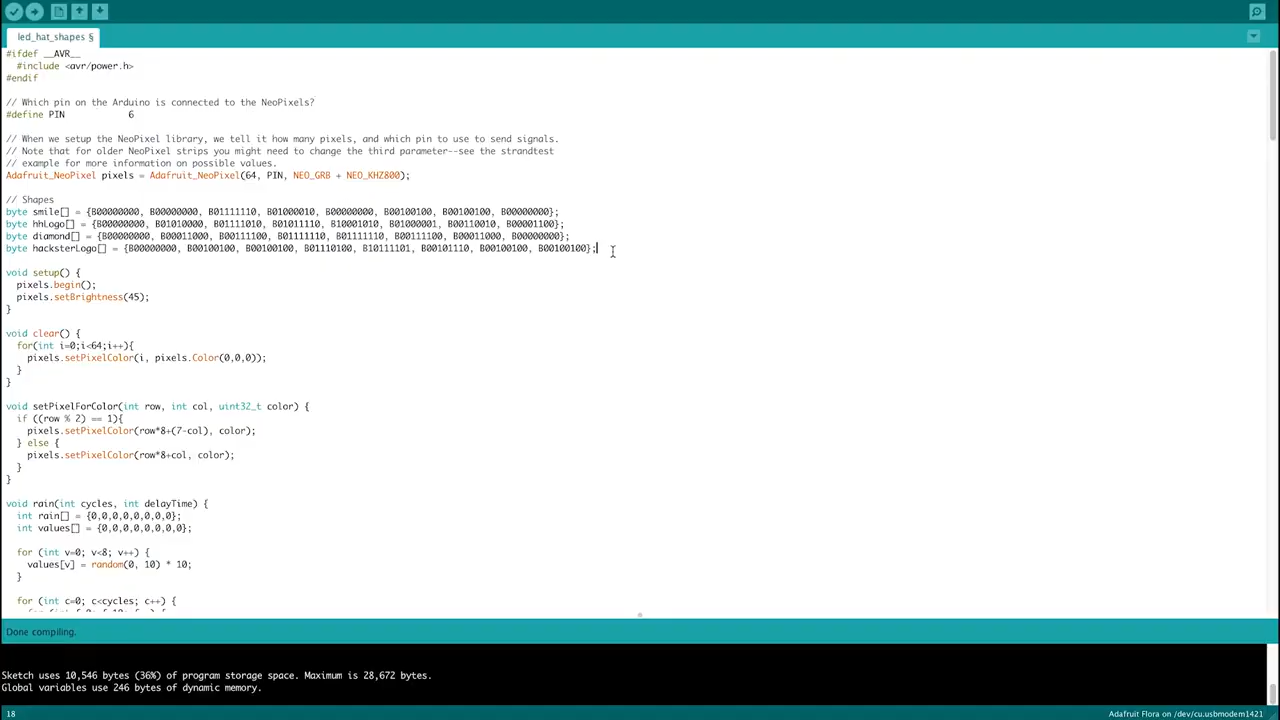 led_hat_shapes §
#ifdef __AVR__
  #include <avr/power.h>
#endif

// Which pin on the Arduino is connected to the NeoPixels?
#define PIN            6

// When we setup the NeoPixel library, we tell it how many pixels, and which pin to use to send signals.
// Note that for older NeoPixel strips you might need to change the third parameter--see the strandtest
// example for more information on possible values.
Adafruit_NeoPixel pixels = Adafruit_NeoPixel(64, PIN, NEO_GRB + NEO_KHZ800);

// Shapes
byte smile[] = {B00000000, B00000000, B01111110, B01000010, B00000000, B00100100, B00100100, B00000000};
byte hhLogo[] = {B00000000, B01010000, B01111010, B01011110, B10001010, B01000001, B00110010, B00001100};
byte diamond[] = {B00000000, B00011000, B00111100, B01111110, B01111110, B00111100, B00011000, B00000000};
byte hacksterLogo[] = {B00000000, B00100100, B00100100, B01110100, B10111101, B00101110, B00100100, B00100100};

void setup() {
  pixels.begin();
  pixels.setBrightness(45);
}

void clear() {
  for(int i=0;i<64;i++){
    pixels.setPixelColor(i, pixels.Color(0,0,0));
  }
}

void setPixelForColor(int row, int col, uint32_t color) {
  if ((row % 2) == 1){
    pixels.setPixelColor(row*8+(7-col), color);
  } else {
    pixels.setPixelColor(row*8+col, color);
  }
}

void rain(int cycles, int delayTime) {
  int rain[] = {0,0,0,0,0,0,0,0};
  int values[] = {0,0,0,0,0,0,0,0};

  for (int v=0; v<8; v++) {
    values[v] = random(0, 10) * 10;
  }

  for (int c=0; c<cycles; c++) {
Done compiling.
Sketch uses 10,546 bytes (36%) of program storage space. Maximum is 28,672 bytes.
Global variables use 246 bytes of dynamic memory.
18
Adafruit Flora on /dev/cu.usbmodem1421